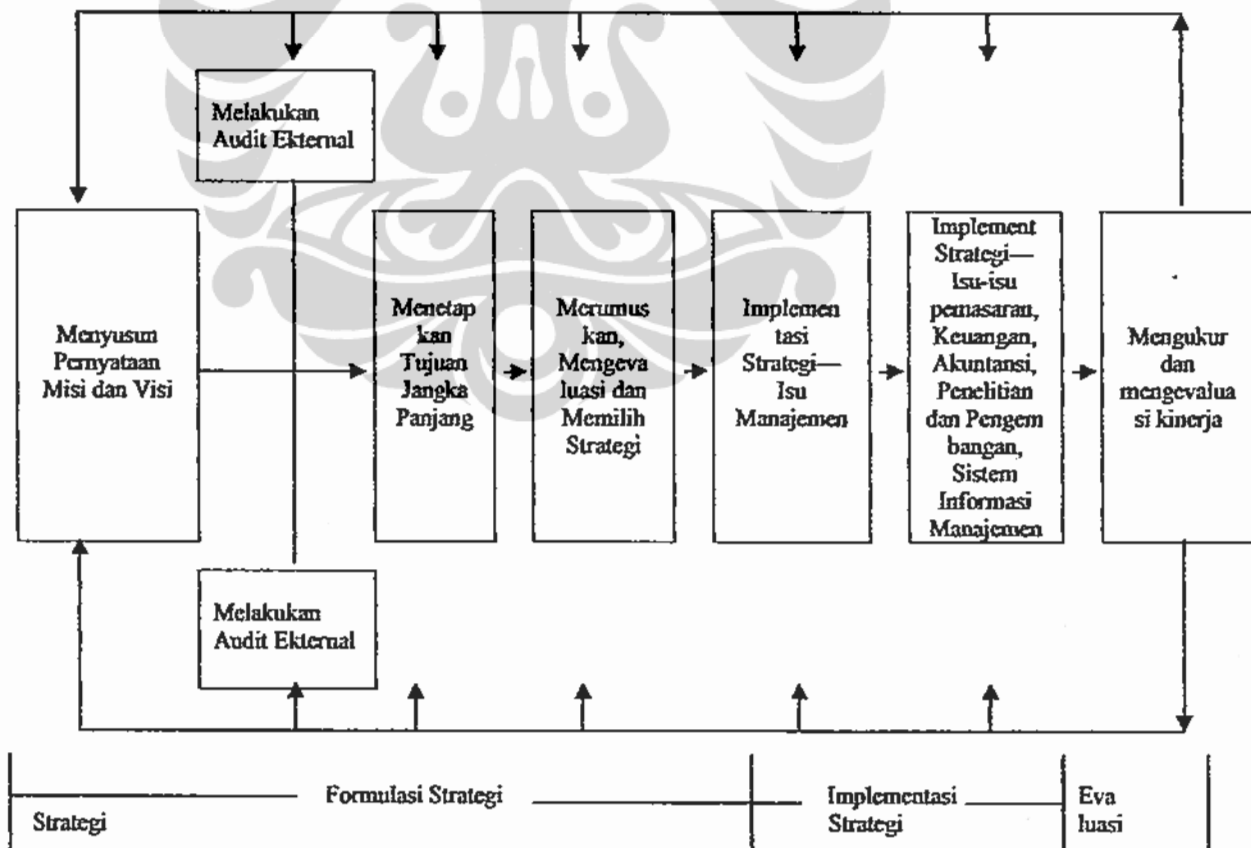 Melakukan
Audit Ekternal
Menyusun
Pernyataan
Misi dan Visi
Menetap
kan
Tujuan
Jangka
Panjang
Merumus
kan,
Mengeva
luasi dan
Memilih
Strategi
Implemen
tasi
Strategi—
Isu
Manajemen
Implement
Strategi—
Isu-isu
pemasaran,
Keuangan,
Akuntansi,
Penelitian
dan Pengem
bangan,
Sistem
Informasi
Manajemen
Mengukur
dan
mengevalua
si kinerja
Melakukan
Audit Ekternal
Formulasi Strategi
Strategi
Implementasi
Strategi
Eva
luasi